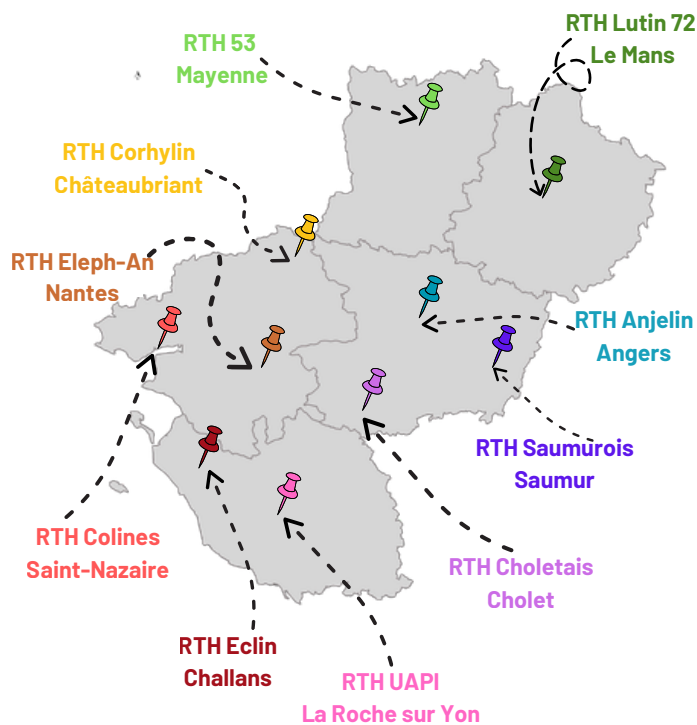 RTH Lutin 72
Le Mans
RTH 53
Mayenne
RTH Corhylin
Châteaubriant
RTH Eleph-An
Nantes
RTH Anjelin
Angers
RTH Saumurois
Saumur
RTH Colines
Saint-Nazaire
RTH Choletais
Cholet
RTH Eclin
Challans
RTH UAPI
La Roche sur Yon